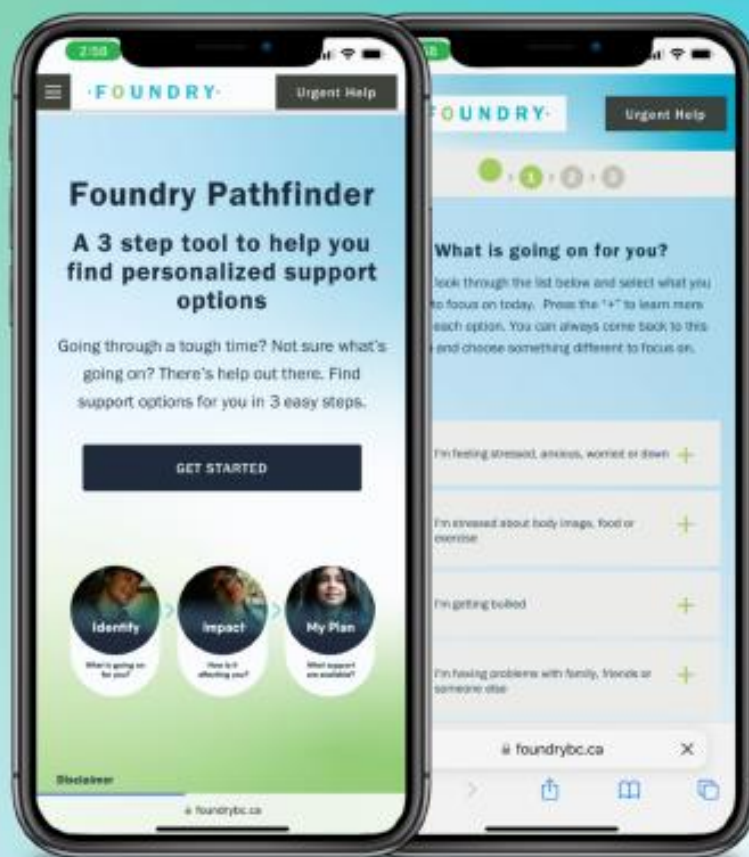 2:58
·FOUNDRY·
Urgent Help
Foundry Pathfinder
A 3 step tool to help you
find personalized support
options
Going through a tough time? Not sure what's
going on? There's help out there. Find
support options for you in 3 easy steps.
GET STARTED
Identify
Impact
My Plan
What is going on
for you?
How is it
affecting you?
What support
are available?
Disclaimer
foundrybc.ca
58
FOUNDRY·
Urgent Help
1
2
3
What is going on for you?
look through the list below and select what you
to focus on today. Press the "+" to learn more
each option. You can always come back to this
and choose something different to focus on.
I'm feeling stressed, anxious, worried or down +
I'm stressed about body image, food or
exercise +
I'm getting bullied +
I'm having problems with family, friends or
someone else +
foundrybc.ca